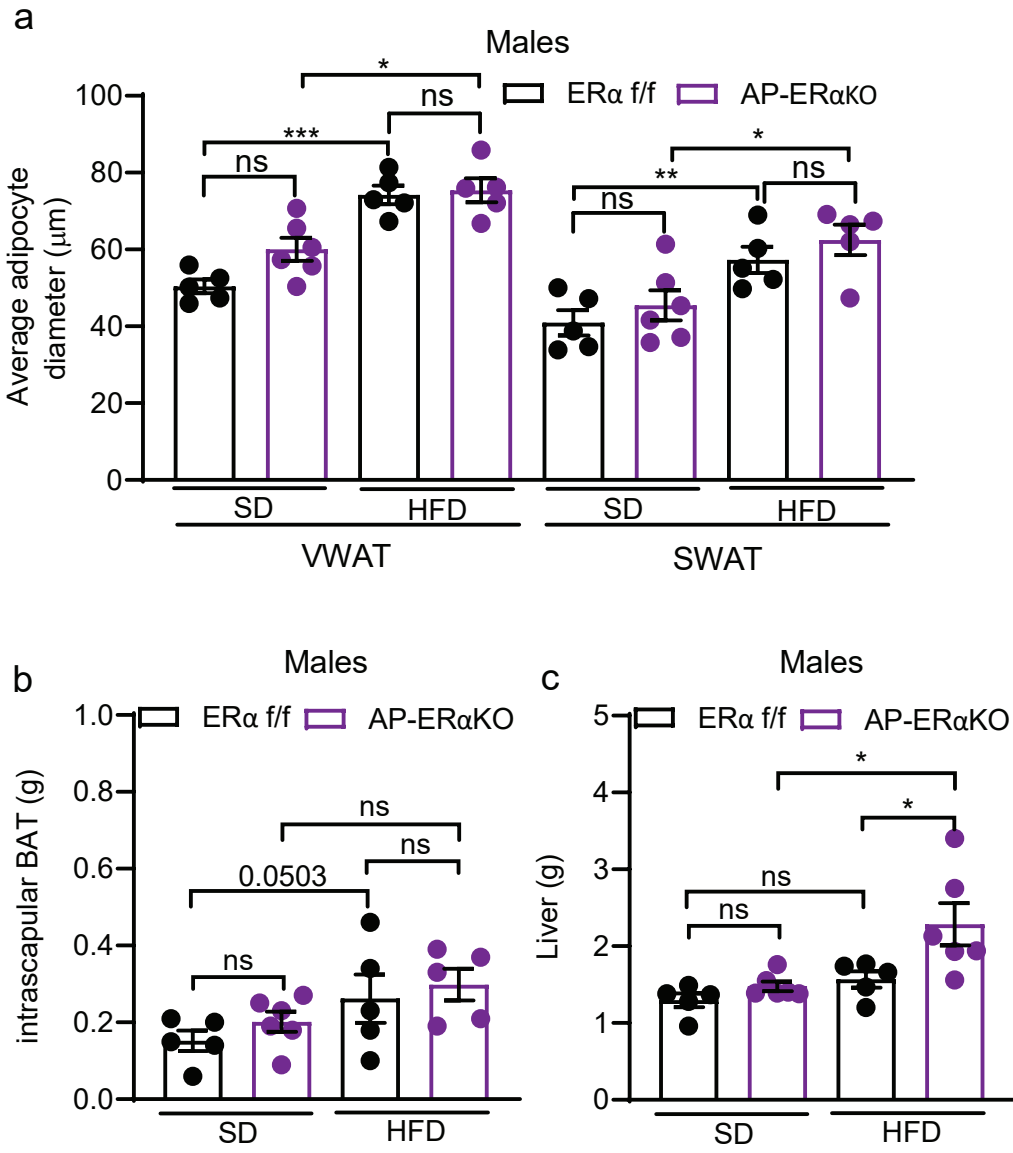 a
Males
ERα f/f AP-ERαKO
* ns
*** ns
* ns
** ns
Average adipocyte
diameter (μm)
100
80
60
40
20
0
SD HFD SD HFD
VWAT SWAT
b
Males
ERα f/f AP-ERαKO
intrascapular BAT (g)
1.0
0.8
0.6
0.4
0.2
0.0
ns
ns
0.0503
ns
SD HFD
c
Males
ERα f/f AP-ERαKO
Liver (g)
5
4
3
2
1
0
*
*
ns
ns
SD HFD